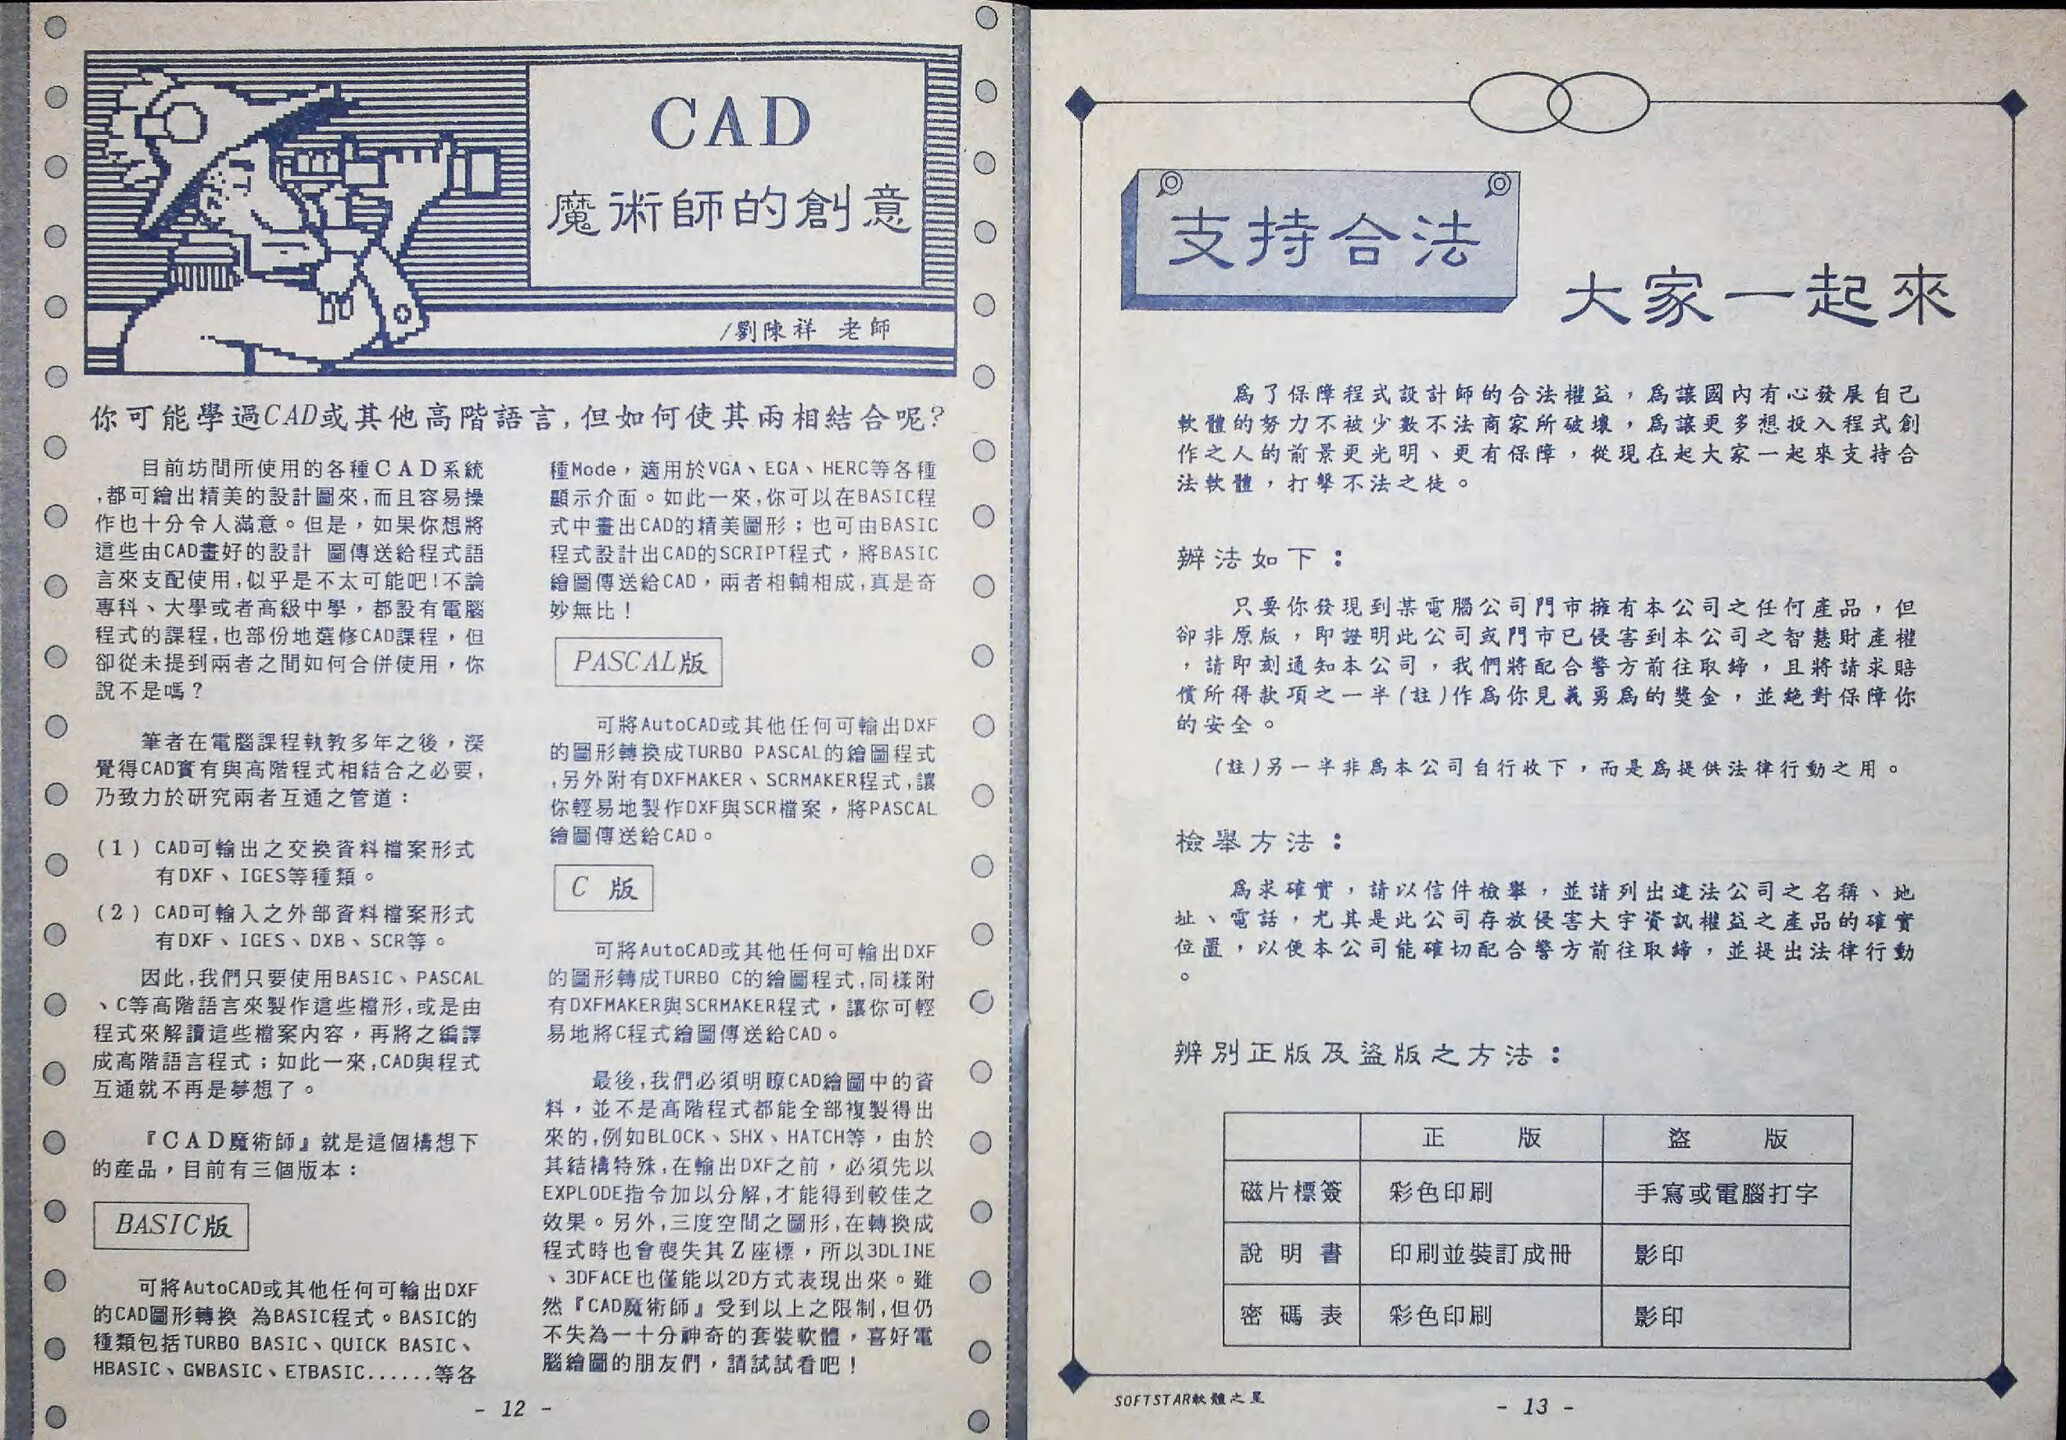 CAD
魔術師的創意
/劉陳祥 老師
你可能學過CAD或其他高階語言,但如何使其兩相結合呢?
目前坊間所使用的各種CAD系統
,都可繪出精美的設計圖來,而且容易操
作也十分令人滿意。但是，如果你想將
這些由CAD畫好的設計 圖傳送給程式語
言來支配使用,似乎是不太可能吧!不論
專科、大學或者高級中學，都設有電腦
程式的課程,也部份地選修CAD課程，但
卻從未提到兩者之間如何合併使用，你
說不是嗎？
筆者在電腦課程執教多年之後，深
覺得CAD實有與高階程式相結合之必要,
乃致力於研究兩者互通之管道：
(1) CAD可輸出之交換資料檔案形式
有DXF、IGES等種類。
(2) CAD可輸入之外部資料檔案形式
有DXF、IGES、DXB、SCR等。
因此,我們只要使用BASIC、PASCAL
、C等高階語言來製作這些檔形,或是由
程式來解讀這些檔案內容，再將之編譯
成高階語言程式；如此一來,CAD與程式
互通就不再是夢想了。
『CAD魔術師』就是這個構想下
的產品，目前有三個版本：
BASIC版
可將AutoCAD或其他任何可輸出DXF
的CAD圖形轉換 為BASIC程式。BASIC的
種類包括TURBO BASIC、QUICK BASIC、
HBASIC、GWBASIC、ETBASIC......等各
種Mode，適用於VGA、EGA、HERC等各種
顯示介面。如此一來,你可以在BASIC程
式中畫出CAD的精美圖形；也可由BASIC
程式設計出CAD的SCRIPT程式，將BASIC
繪圖傳送給CAD，兩者相輔相成,真是奇
妙無比！
PASCAL版
可將AutoCAD或其他任何可輸出DXF
的圖形轉換成TURBO PASCAL的繪圖程式
,另外附有DXFMAKER、SCRMAKER程式,讓
你輕易地製作DXF與SCR檔案，將PASCAL
繪圖傳送給CAD。
C 版
可將AutoCAD或其他任何可輸出DXF
的圖形轉成TURBO C的繪圖程式,同樣附
有DXFMAKER與SCRMAKER程式，讓你可輕
易地將C程式繪圖傳送給CAD。
最後,我們必須明瞭CAD繪圖中的資
料，並不是高階程式都能全部複製得出
來的,例如BLOCK、SHX、HATCH等，由於
其結構特殊,在輸出DXF之前，必須先以
EXPLODE指令加以分解,才能得到較佳之
效果。另外,三度空間之圖形,在轉換成
程式時也會喪失其Z座標，所以3DLINE
、3DFACE也僅能以2D方式表現出來。雖
然『CAD魔術師』受到以上之限制,但仍
不失為一十分神奇的套裝軟體，喜好電
腦繪圖的朋友們，請試試看吧！
- 12 -
支持合法
大家一起來
為了保障程式設計師的合法權益，為讓國內有心發展自己
軟體的努力不被少數不法商家所破壞，為讓更多想投入程式創
作之人的前景更光明、更有保障，從現在起大家一起來支持合
法軟體，打擊不法之徒。
辦法如下：
只要你發現到某電腦公司門市擁有本公司之任何產品，但
卻非原版，即證明此公司或門市已侵害到本公司之智慧財產權
，請即刻通知本公司，我們將配合警方前往取締，且將請求賠
償所得款項之一半(註)作為你見義勇為的獎金，並絕對保障你
的安全。
(註)另一半非為本公司自行收下，而是為提供法律行動之用。
檢舉方法：
為求確實，請以信件檢舉，並請列出違法公司之名稱、地
址、電話，尤其是此公司存放侵害大宇資訊權益之產品的確實
位置，以便本公司能確切配合警方前往取締，並提出法律行動
。
辨別正版及盜版之方法：
正 版 盜 版
磁片標簽 彩色印刷 手寫或電腦打字
說明書 印刷並裝訂成冊 影印
密碼表 彩色印刷 影印
SOFTSTAR軟體之星
- 13 -